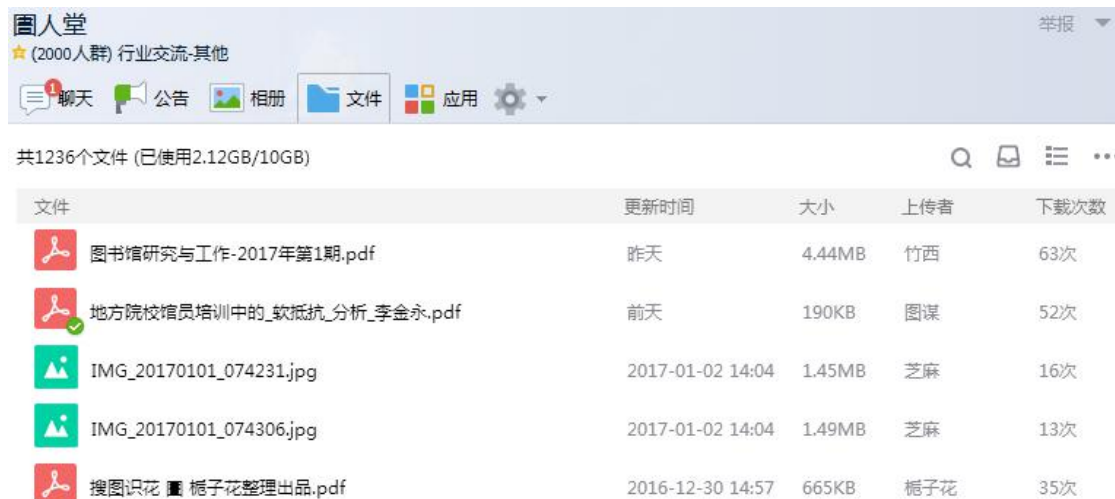 圕人堂
举报
(2000人群) 行业交流-其他
1
聊天 公告 相册 文件 应用
共1236个文件 (已使用2.12GB/10GB)
文件 更新时间 大小 上传者 下载次数
图书馆研究与工作-2017年第1期.pdf 昨天 4.44MB 竹西 63次
地方院校馆员培训中的_软抵抗_分析_李金永.pdf 前天 190KB 图谋 52次
IMG_20170101_074231.jpg 2017-01-02 14:04 1.45MB 芝麻 16次
IMG_20170101_074306.jpg 2017-01-02 14:04 1.49MB 芝麻 13次
搜图识花 栀子花整理出品.pdf 2016-12-30 14:57 665KB 栀子花 35次